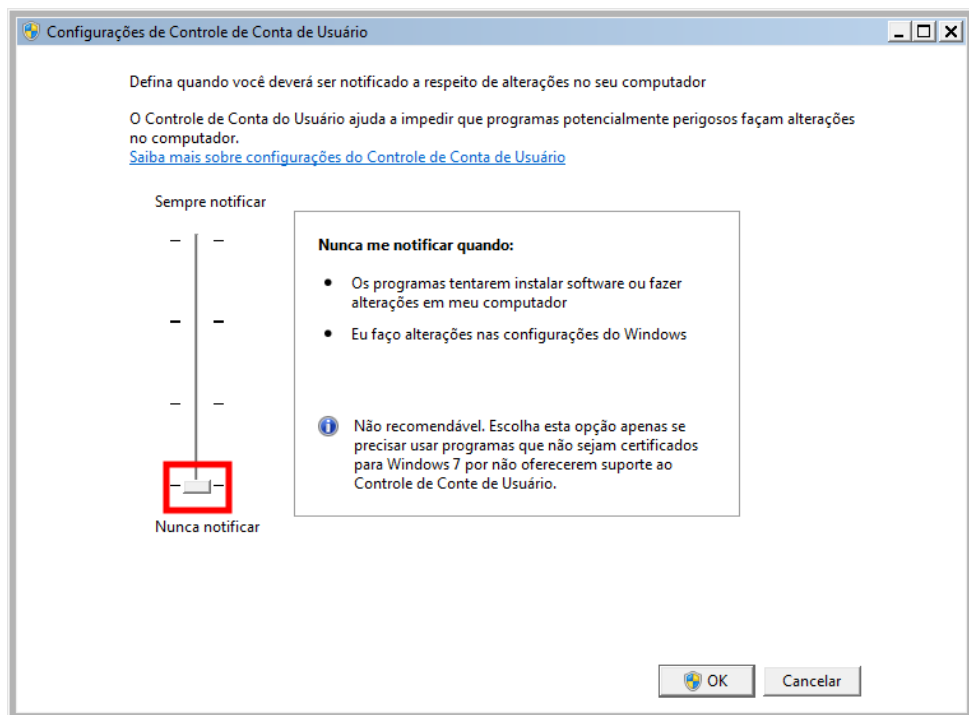 Configurações de Controle de Conta de Usuário
Defina quando você deverá ser notificado a respeito de alterações no seu computador
O Controle de Conta do Usuário ajuda a impedir que programas potencialmente perigosos façam alterações
no computador.
Saiba mais sobre configurações do Controle de Conta de Usuário
Sempre notificar
Nunca me notificar quando:
Os programas tentarem instalar software ou fazer
alterações em meu computador
Eu faço alterações nas configurações do Windows
Não recomendável. Escolha esta opção apenas se
precisar usar programas que não sejam certificados
para Windows 7 por não oferecerem suporte ao
Controle de Conte de Usuário.
Nunca notificar
OK
Cancelar